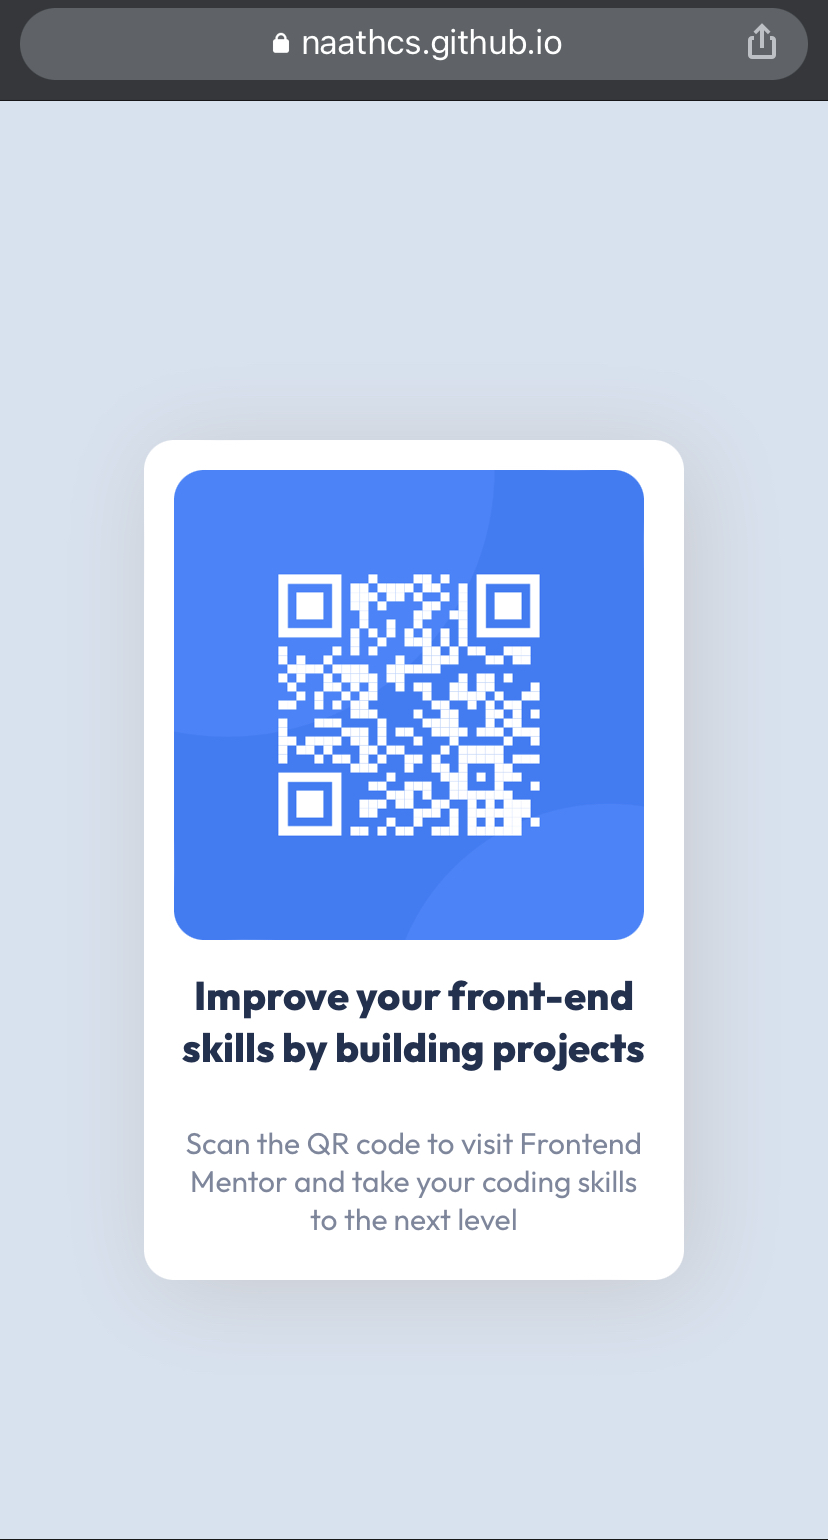 naathcs.github.io
Improve your front-end
skills by building projects
Scan the QR code to visit Frontend
Mentor and take your coding skills
to the next level